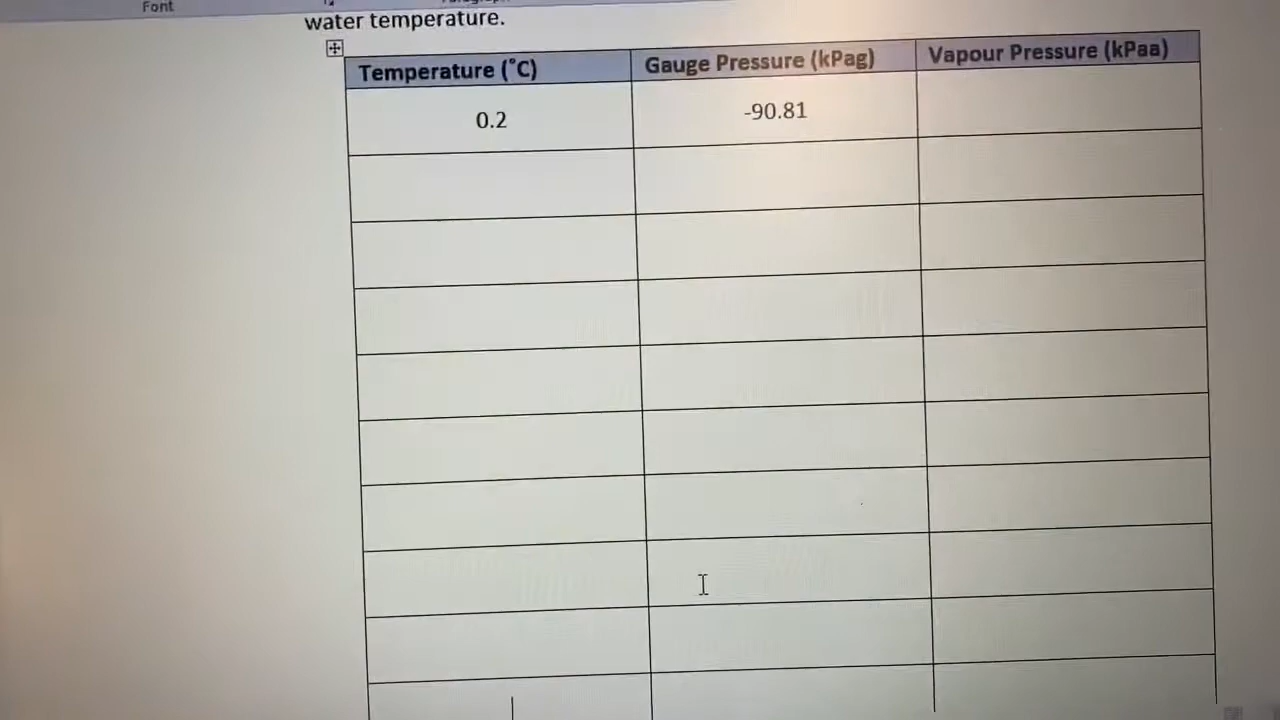 Font
water temperature.
Temperature (˚C) Gauge Pressure (kPag) Vapour Pressure (kPaa)
0.2 -90.81